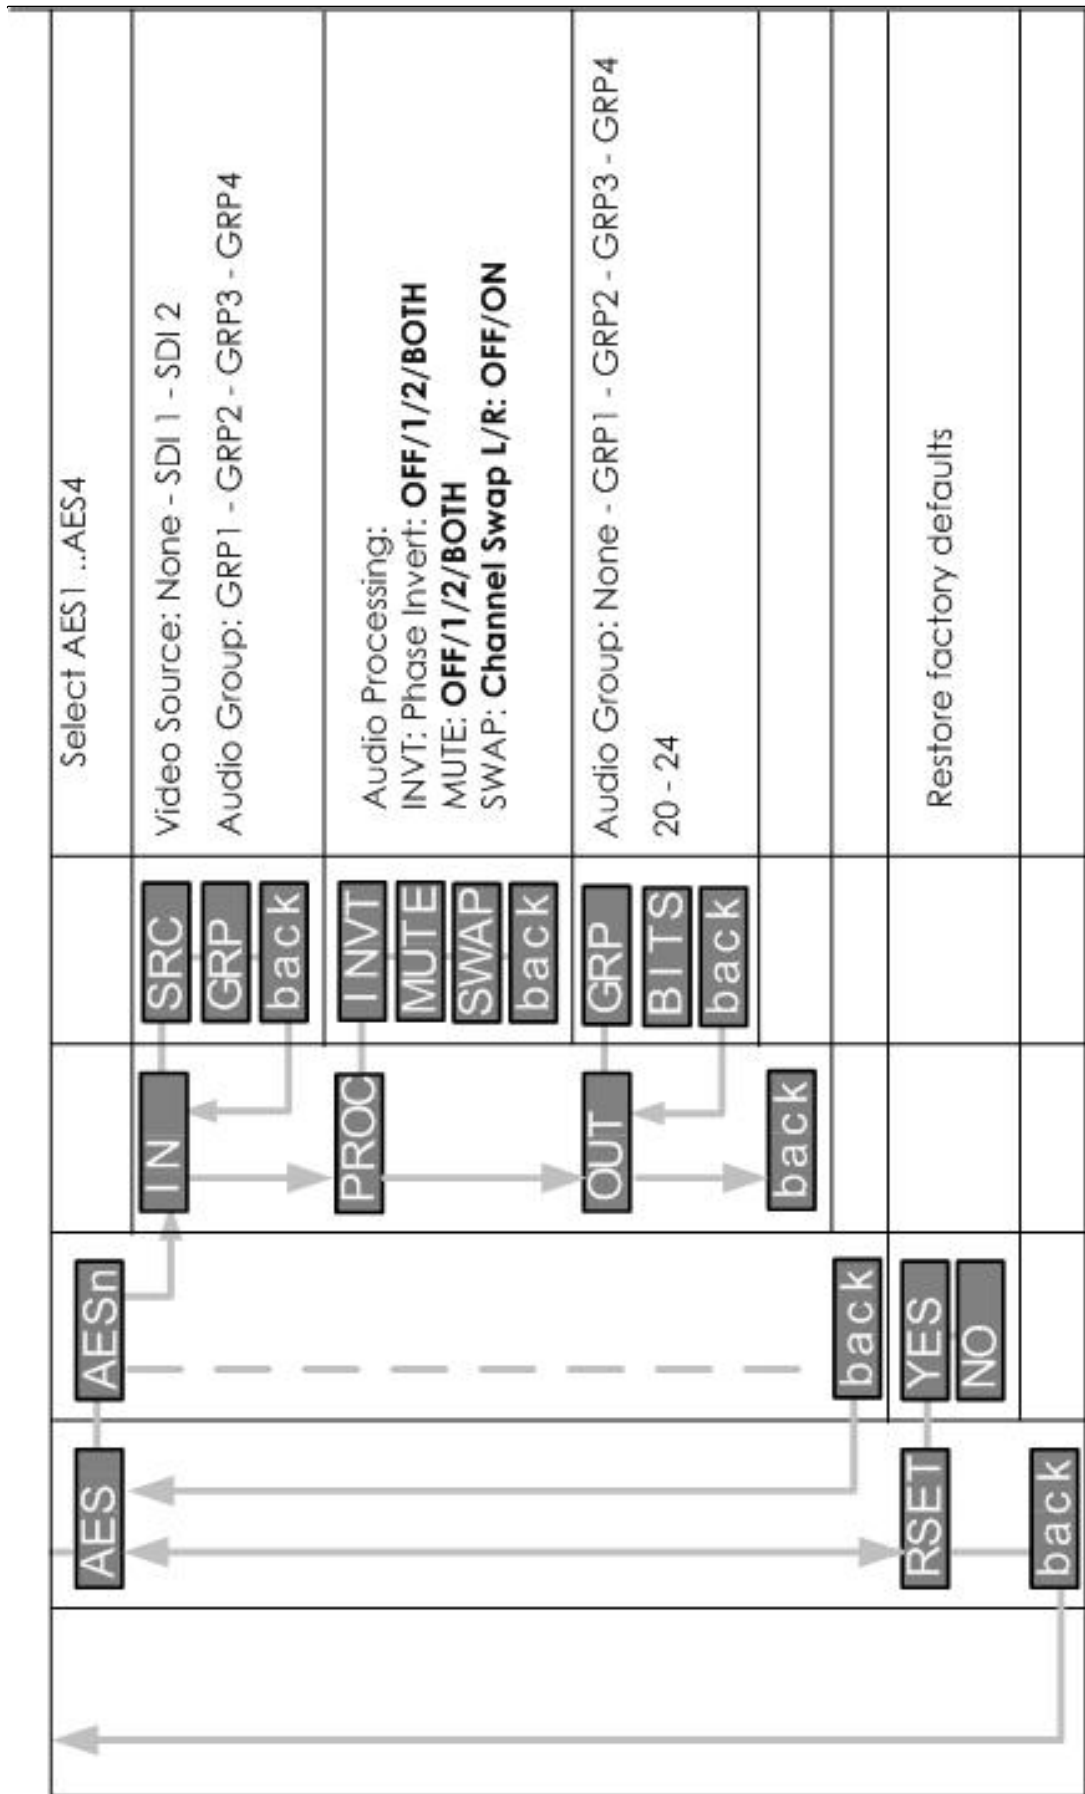 AES
AESn
Select AES1 ..AES4
IN
SRC
Video Source: None - SDI 1 - SDI 2
GRP
Audio Group: GRP1 - GRP2 - GRP3 - GRP4
back
PROC
INVT
MUTE
SWAP
back
Audio Processing:
INVT: Phase Invert: OFF/1/2/BOTH
MUTE: OFF/1/2/BOTH
SWAP: Channel Swap L/R: OFF/ON
OUT
GRP
Audio Group: None - GRP1 - GRP2 - GRP3 - GRP4
BITS
20 - 24
back
back
back
RSET
YES
NO
Restore factory defaults
back